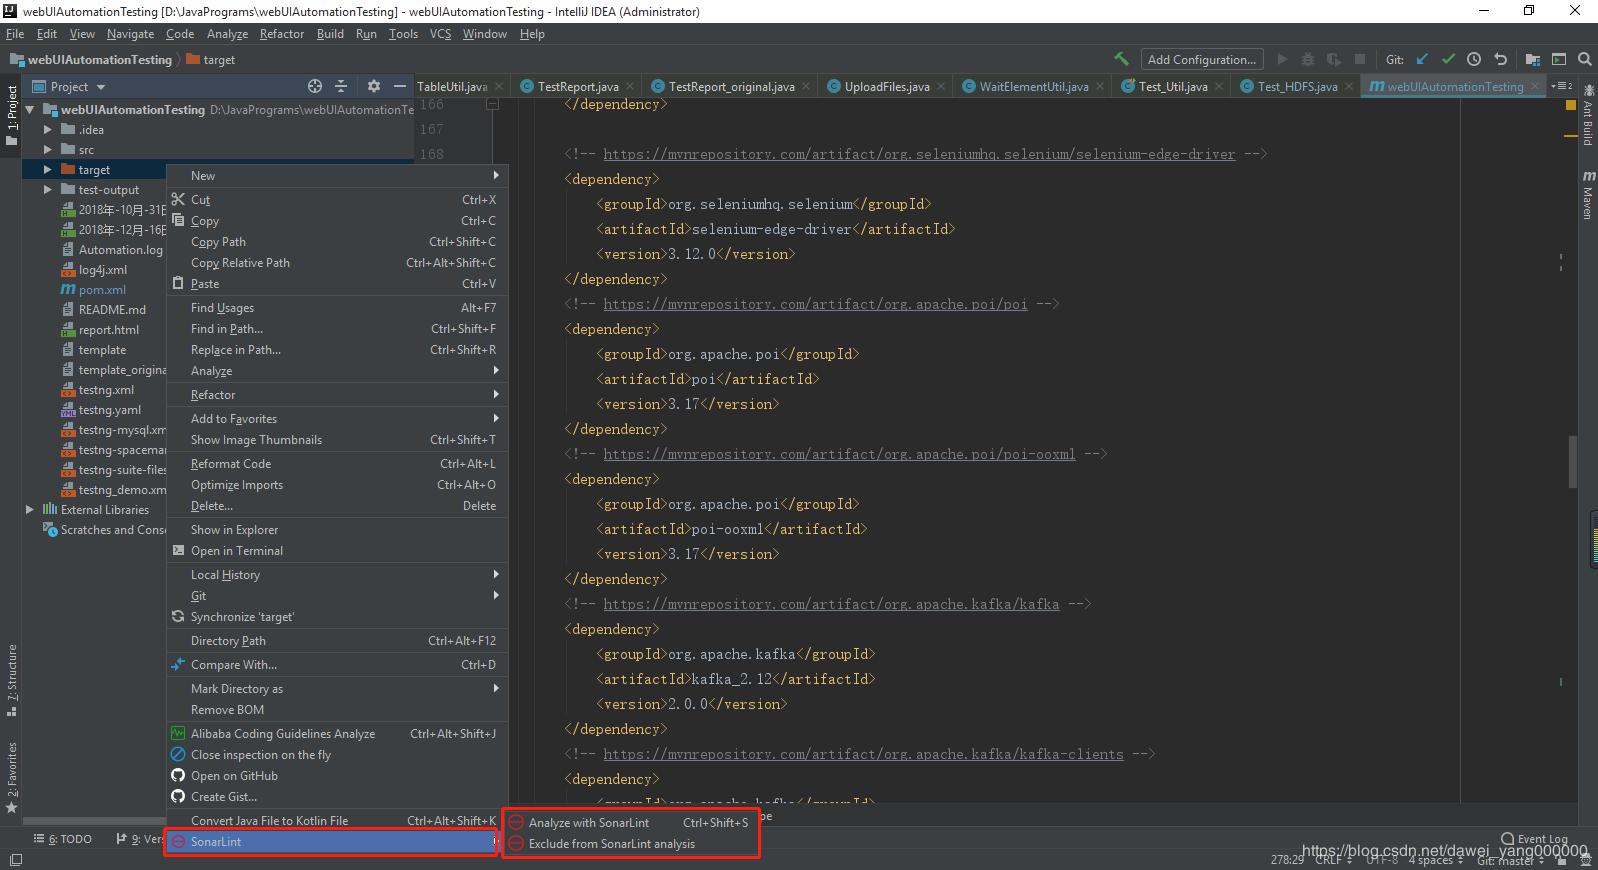 webUIAutomationTesting [D:\JavaPrograms\webUIAutomationTesting] - webUIAutomationTesting - IntelliJ IDEA (Administrator)
File Edit View Navigate Code Analyze Refactor Build Run Tools VCS Window Help
webUIAutomationTesting target Add Configuration... Git:
Project
TableUtil.java TestReport.java TestReport_original.java UploadFiles.java WaitElementUtil.java Test_Util.java Test_HDFS.java webUIAutomationTesting
1: Project
Ant Build
Maven
7: Structure
2: Favorites
webUIAutomationTesting D:\JavaPrograms\webUIAutomationTe
.idea
src
target
test-output
2018年-10月-31日
2018年-12月-16日
Automation.log
log4j.xml
pom.xml
README.md
report.html
template
template_origina
testng.xml
testng.yaml
testng-mysql.xm
testng-spacemar
testng-suite-files
testng_demo.xm
External Libraries
Scratches and Conso
New
Cut Ctrl+X
Copy Ctrl+C
Copy Path Ctrl+Shift+C
Copy Relative Path Ctrl+Alt+Shift+C
Paste Ctrl+V
Find Usages Alt+F7
Find in Path... Ctrl+Shift+F
Replace in Path... Ctrl+Shift+R
Analyze
Refactor
Add to Favorites
Show Image Thumbnails Ctrl+Shift+T
Reformat Code Ctrl+Alt+L
Optimize Imports Ctrl+Alt+O
Delete... Delete
Show in Explorer
Open in Terminal
Local History
Git
Synchronize 'target'
Directory Path Ctrl+Alt+F12
Compare With... Ctrl+D
Mark Directory as
Remove BOM
Alibaba Coding Guidelines Analyze Ctrl+Alt+Shift+J
Close inspection on the fly
Open on GitHub
Create Gist...
Convert Java File to Kotlin File Ctrl+Alt+Shift+K
SonarLint
Analyze with SonarLint Ctrl+Shift+S
Exclude from SonarLint analysis
166
167
168
</dependency>
<!-- https://mvnrepository.com/artifact/org.seleniumhq.selenium/selenium-edge-driver -->
<dependency>
<groupId>org.seleniumhq.selenium</groupId>
<artifactId>selenium-edge-driver</artifactId>
<version>3.12.0</version>
</dependency>
<!-- https://mvnrepository.com/artifact/org.apache.poi/poi -->
<dependency>
<groupId>org.apache.poi</groupId>
<artifactId>poi</artifactId>
<version>3.17</version>
</dependency>
<!-- https://mvnrepository.com/artifact/org.apache.poi/poi-ooxml -->
<dependency>
<groupId>org.apache.poi</groupId>
<artifactId>poi-ooxml</artifactId>
<version>3.17</version>
</dependency>
<!-- https://mvnrepository.com/artifact/org.apache.kafka/kafka -->
<dependency>
<groupId>org.apache.kafka</groupId>
<artifactId>kafka_2.12</artifactId>
<version>2.0.0</version>
</dependency>
<!-- https://mvnrepository.com/artifact/org.apache.kafka/kafka-clients -->
<dependency>
<groupId>org.apache.kafka</groupId>
pe
6: TODO 9: Vers Event Log
278:29 CRLF UTF-8 4 spaces Git: master
https://blog.csdn.net/dawei_yang000000